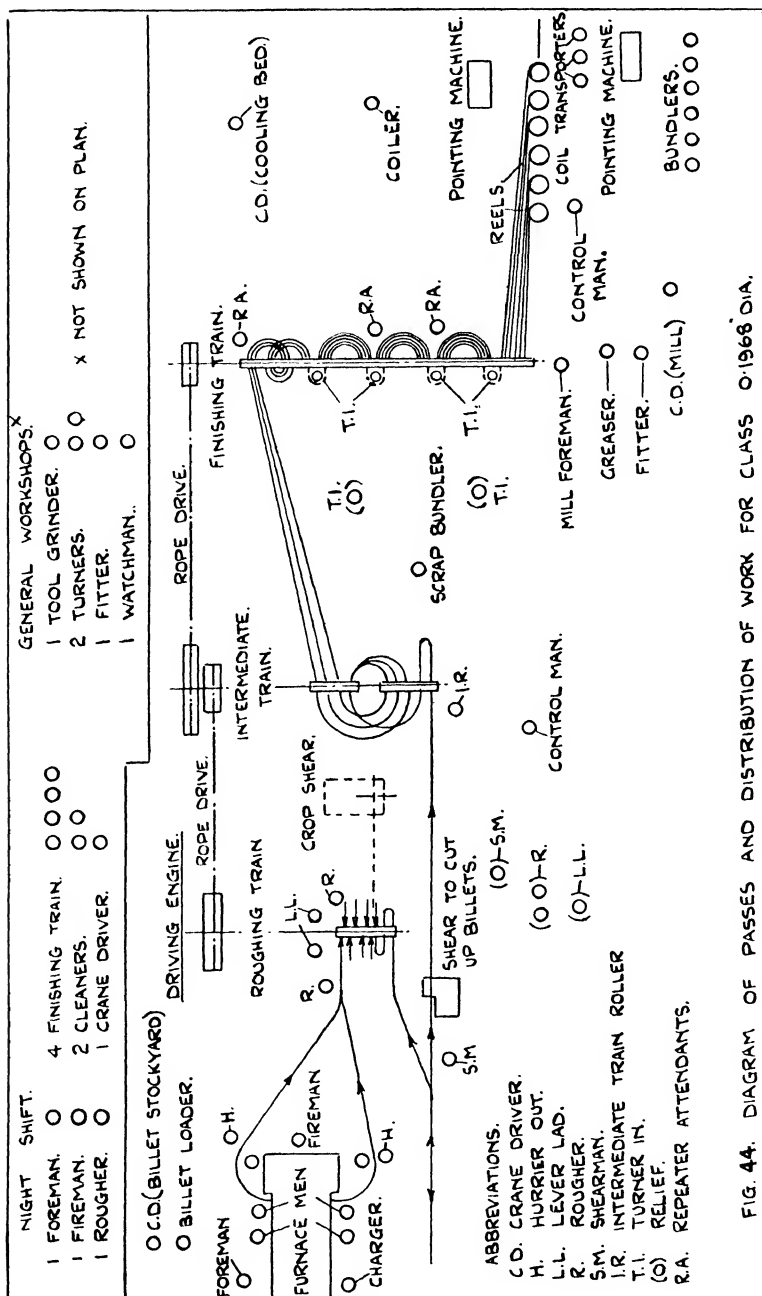 NIGHT SHIFT.
1 FOREMAN.
1 FIREMAN.
1 ROUGHER.
4 FINISHING TRAIN.
2 CLEANERS.
1 CRANE DRIVER.
GENERAL WORKSHOPS.X
1 TOOL GRINDER.
2 TURNERS.
1 FITTER.
1 WATCHMAN.
X NOT SHOWN ON PLAN.
C.D.(BILLET STOCKYARD)
BILLET LOADER.
DRIVING ENGINE.
ROPE DRIVE.
ROPE DRIVE.
ROUGHING TRAIN
INTERMEDIATE
TRAIN.
FINISHING TRAIN.
FOREMAN
H.
FIREMAN
FURNACE MEN
CHARGER.
H.
R.
L.L.
R.
CROP SHEAR.
I.R.
T.I.
(O)
SCRAP BUNDLER.
(O)
T.I.
T.I.
T.I.
R.A.
R.A
R.A.
C.D.(COOLING BED.)
COILER.
POINTING MACHINE.
REELS
COIL TRANSPORTERS
CONTROL
MAN.
POINTING MACHINE.
BUNDLERS.
S.M
SHEAR TO CUT
UP BILLETS.
(O)-S.M.
(O O)-R.
(O)-L.L.
CONTROL MAN.
MILL FOREMAN.
GREASER.
FITTER.
C.D.(MILL)
ABBREVIATIONS.
C D. CRANE DRIVER.
H. HURRIER OUT.
L.L. LEVER LAD.
R. ROUGHER.
S.M. SHEARMAN.
I.R. INTERMEDIATE TRAIN ROLLER
T.I. TURNER IN.
(O) RELIEF.
R.A. REPEATER ATTENDANTS.
FIG. 44. DIAGRAM OF PASSES AND DISTRIBUTION OF WORK FOR CLASS 0·1968" DIA.